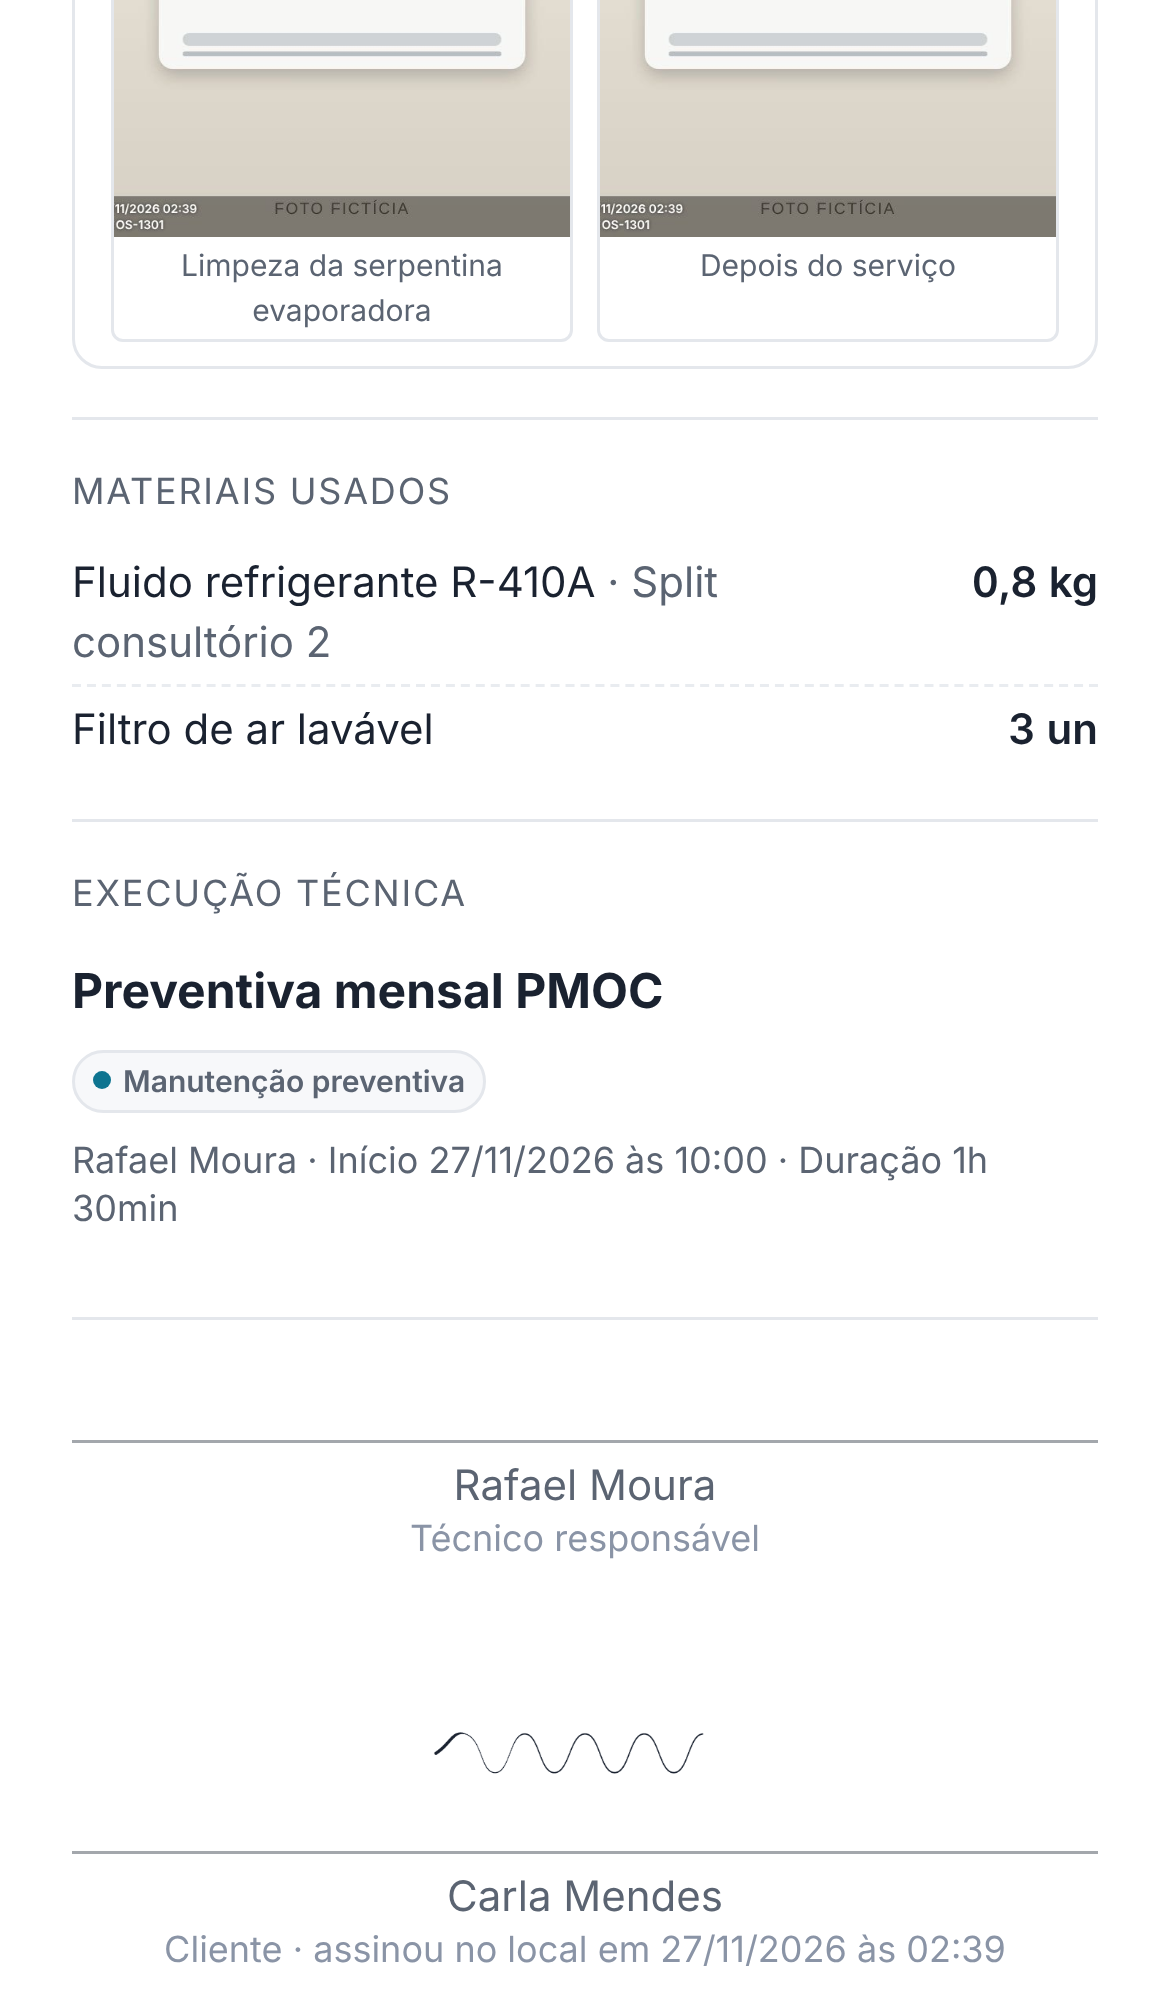 11/2026 02:39
OS-1301
FOTO FICTÍCIA
Limpeza da serpentina
evaporadora
11/2026 02:39
OS-1301
FOTO FICTÍCIA
Depois do serviço
MATERIAIS USADOS
Fluido refrigerante R-410A · Split
consultório 2
0,8 kg
Filtro de ar lavável
3 un
EXECUÇÃO TÉCNICA
Preventiva mensal PMOC
Manutenção preventiva
Rafael Moura · Início 27/11/2026 às 10:00 · Duração 1h
30min
Rafael Moura
Técnico responsável
Carla Mendes
Cliente · assinou no local em 27/11/2026 às 02:39